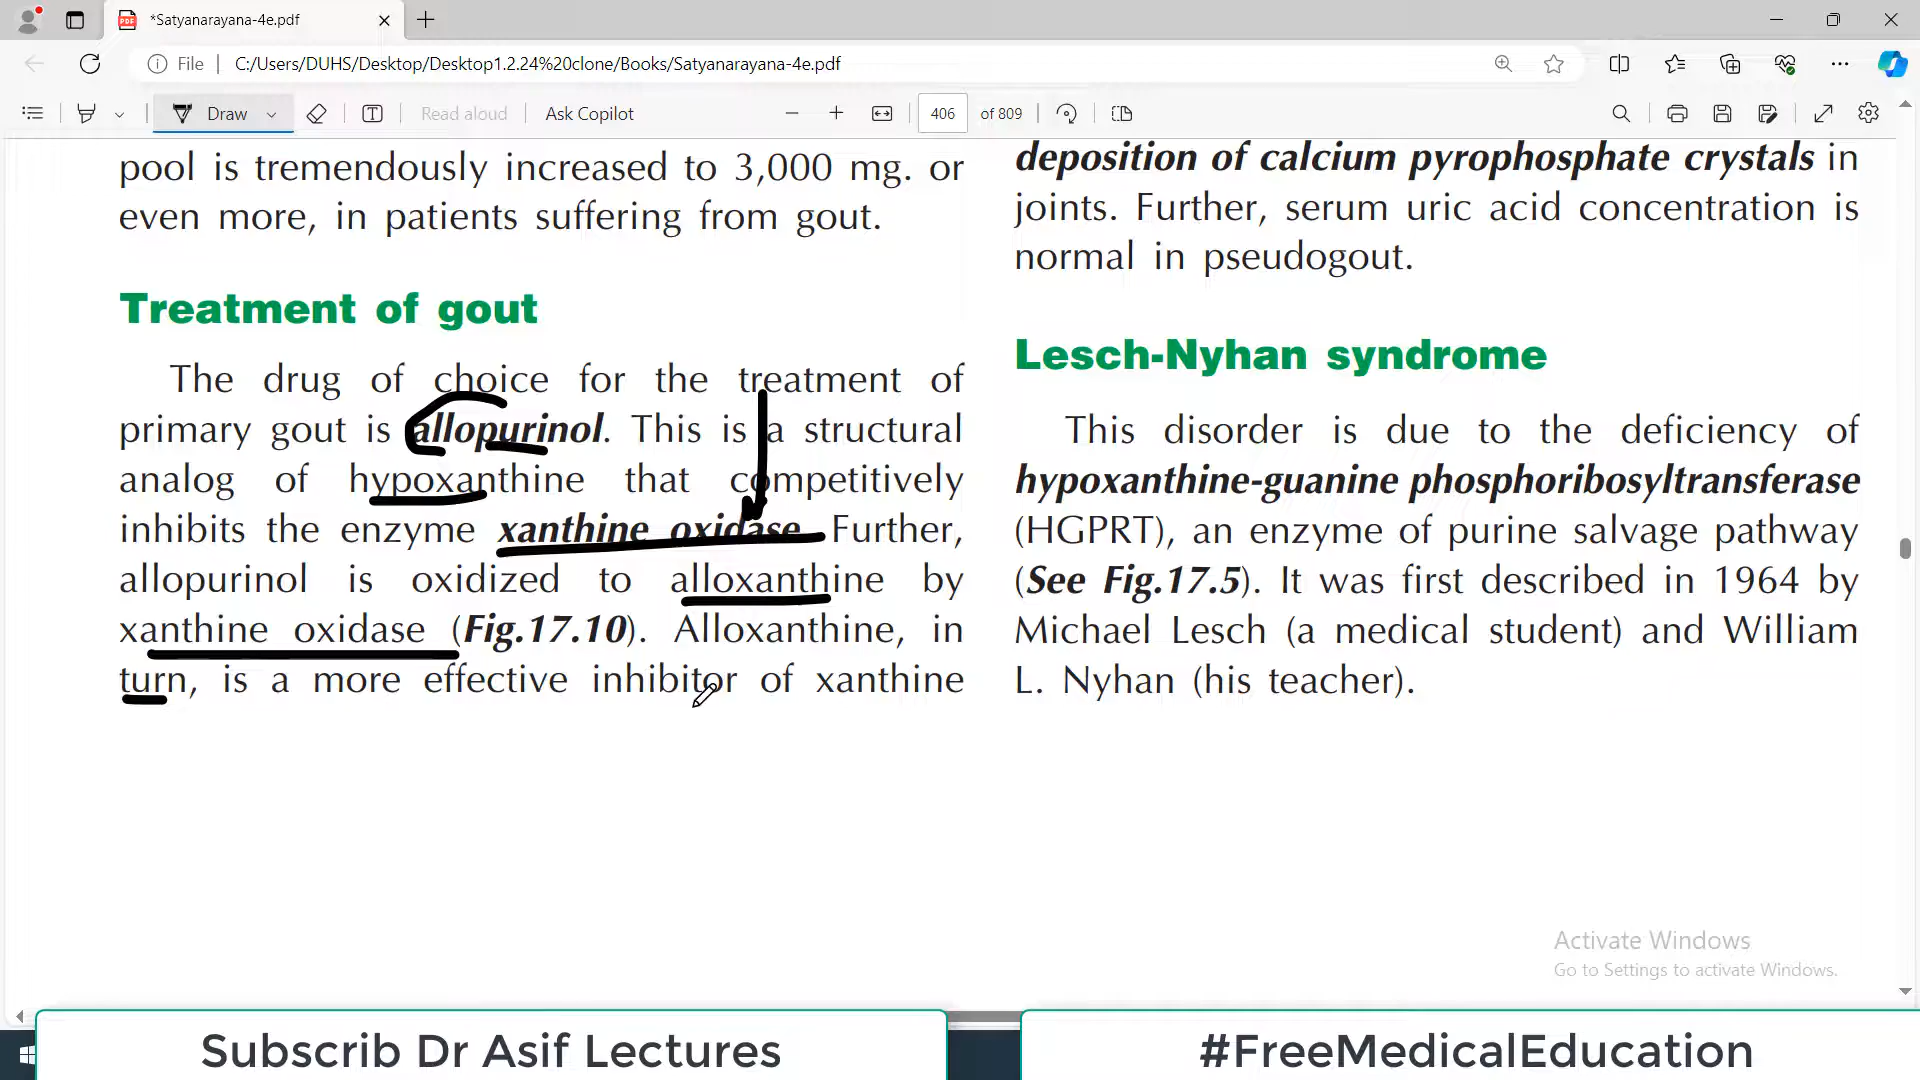 *Satyanarayana-4e.pdf
File
C:/Users/DUHS/Desktop/Desktop1.2.24%20clone/Books/Satyanarayana-4e.pdf
Draw
Read aloud
Ask Copilot
406 of 809
pool is tremendously increased to 3,000 mg. or
even more, in patients suffering from gout.
Treatment of gout
The drug of choice for the treatment of
primary gout is allopurinol. This is a structural
analog of hypoxanthine that competitively
inhibits the enzyme xanthine oxidase. Further,
allopurinol is oxidized to alloxanthine by
xanthine oxidase (Fig.17.10). Alloxanthine, in
turn, is a more effective inhibitor of xanthine
deposition of calcium pyrophosphate crystals in
joints. Further, serum uric acid concentration is
normal in pseudogout.
Lesch-Nyhan syndrome
This disorder is due to the deficiency of
hypoxanthine-guanine phosphoribosyltransferase
(HGPRT), an enzyme of purine salvage pathway
(See Fig.17.5). It was first described in 1964 by
Michael Lesch (a medical student) and William
L. Nyhan (his teacher).
Activate Windows
Go to Settings to activate Windows.
Subscrib Dr Asif Lectures
#FreeMedicalEducation